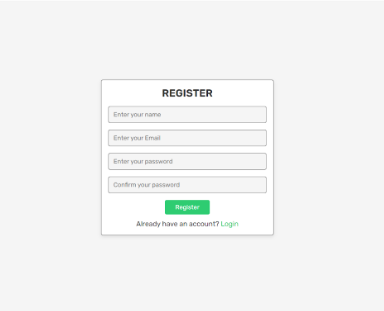 REGISTER
Enter your name
Enter your Email
Enter your password
Confirm your password
Register
Already have an account? Login